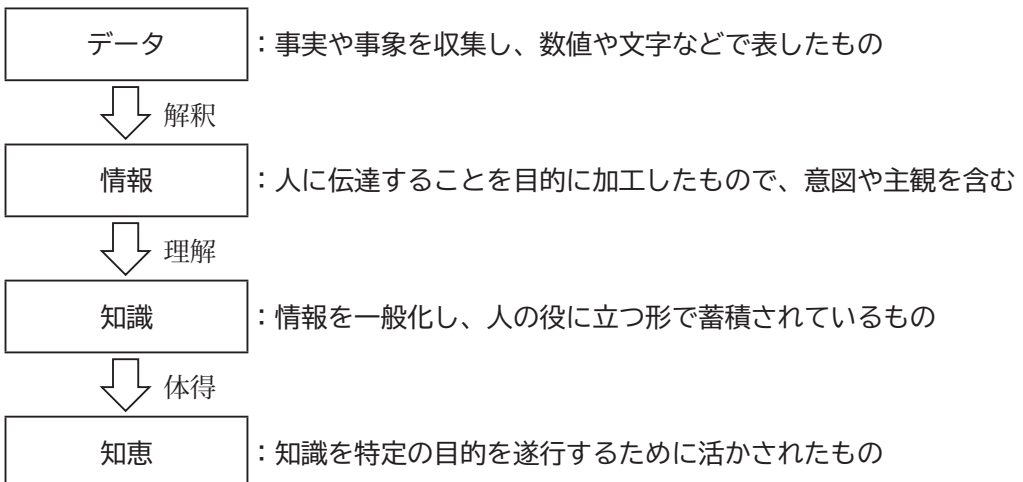 データ ：事実や事象を収集し、数値や文字などで表したもの
解釈
情報 ：人に伝達することを目的に加工したもので、意図や主観を含む
理解
知識 ：情報を一般化し、人の役に立つ形で蓄積されているもの
体得
知恵 ：知識を特定の目的を遂行するために活かされたもの